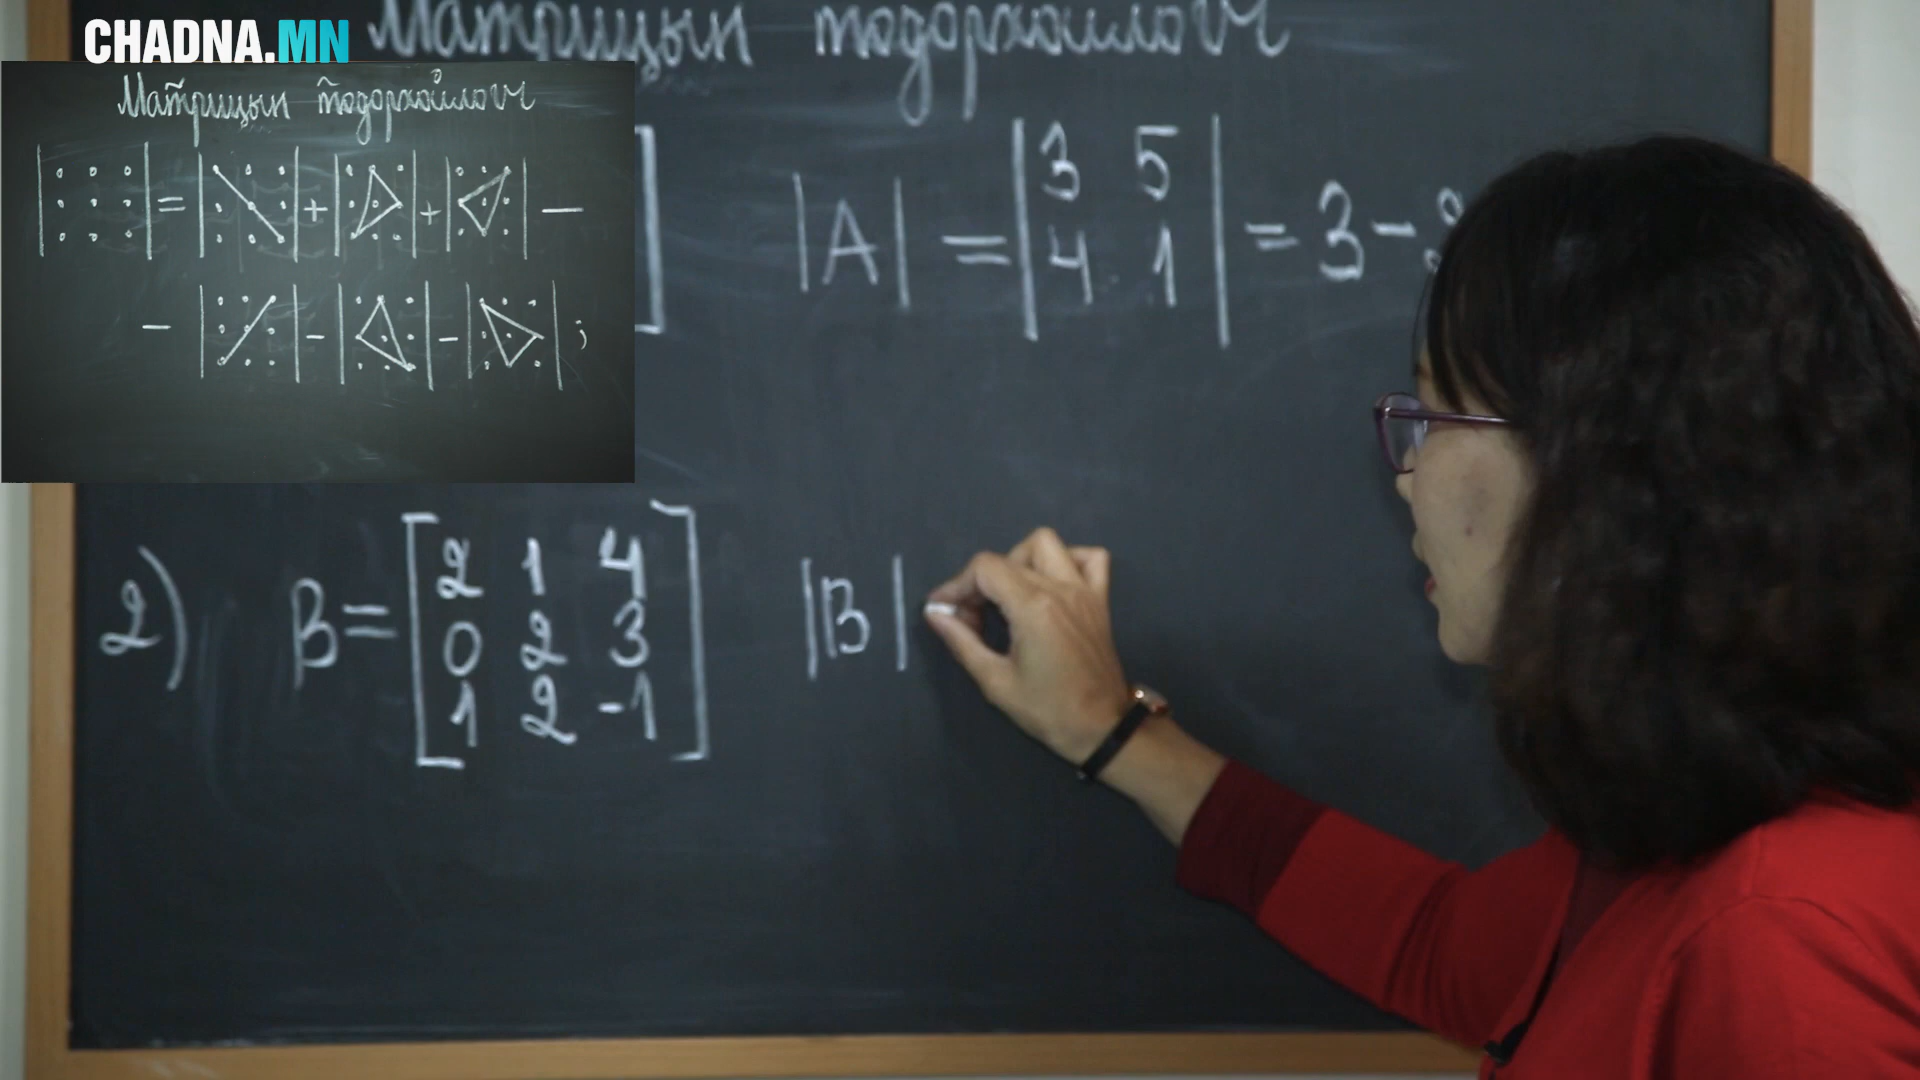 CHADNA.MN
Матрицын тодорхойлогч
Матрицын тодорхойлогч
= + + −
− − − ;
|A| = |3 5
4 1| = 3 − 2
2) B = [2 1 4
0 2 3
1 2 -1]
|B|